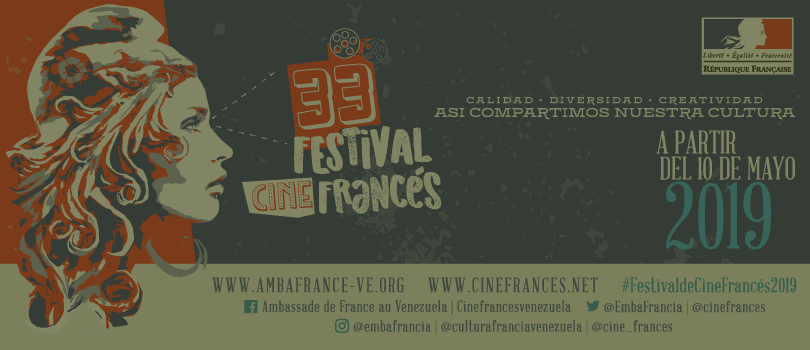 33
FESTIVAL
CINE FRANCÉS
Liberté • Égalité • Fraternité
RÉPUBLIQUE FRANÇAISE
CALIDAD • DIVERSIDAD • CREATIVIDAD
ASI COMPARTIMOS NUESTRA CULTURA
A PARTIR
DEL 10 DE MAYO
2019
WWW.AMBAFRANCE-VE.ORG WWW.CINEFRANCES.NET #FestivaldeCineFrancés2019
Ambassade de France au Venezuela | Cinefrancesvenezuela @EmbaFrancia | @cinefrances
@embafrancia | @culturafranciavenezuela | @cine_frances